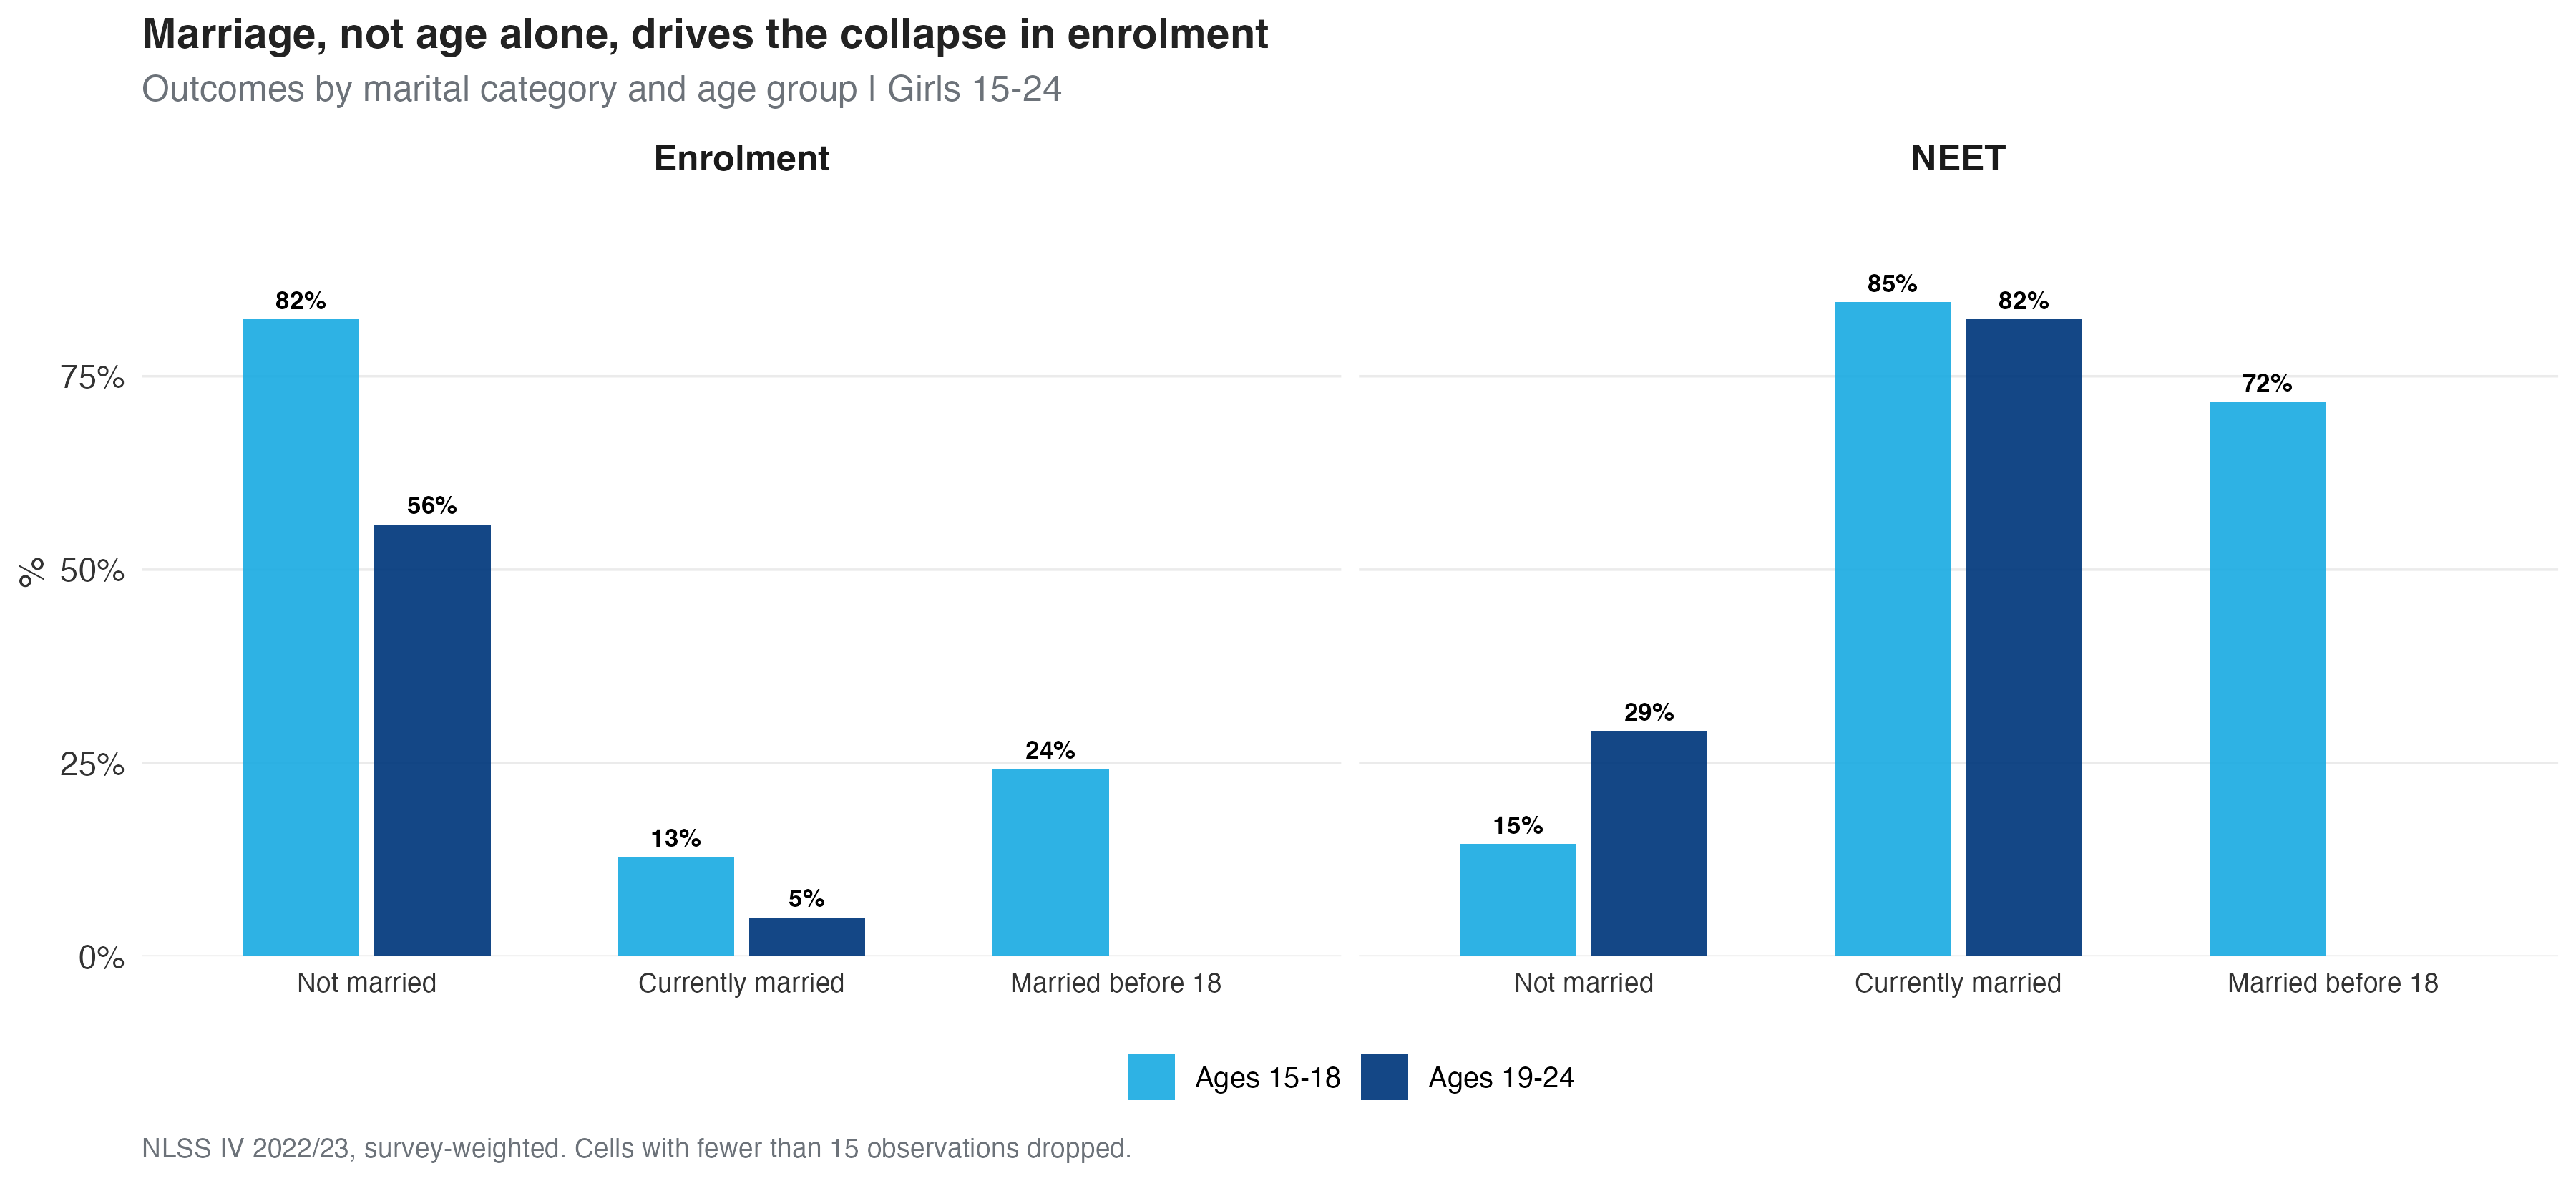 Marriage, not age alone, drives the collapse in enrolment
Outcomes by marital category and age group | Girls 15-24
Enrolment
NEET
%
75%
50%
25%
0%
82%
56%
13%
5%
24%
15%
29%
85%
82%
72%
Not married
Currently married
Married before 18
Not married
Currently married
Married before 18
Ages 15-18
Ages 19-24
NLSS IV 2022/23, survey-weighted. Cells with fewer than 15 observations dropped.